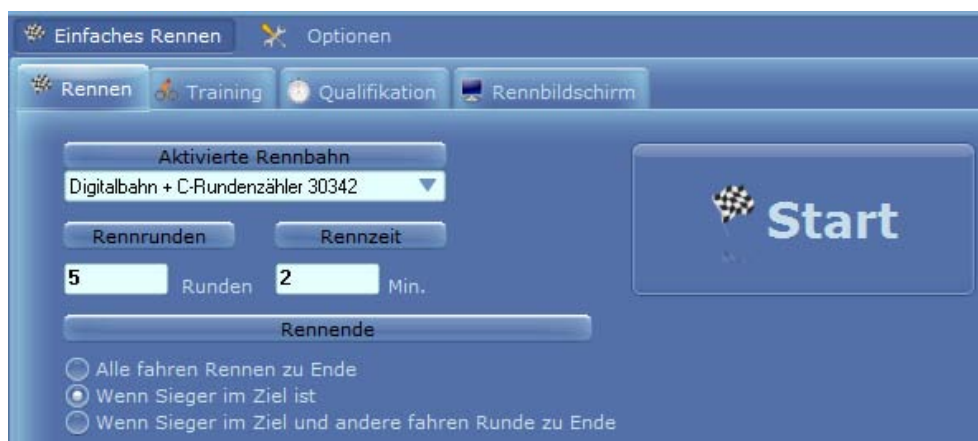 Einfaches Rennen Optionen
Rennen Training Qualifikation Rennbildschirm
Aktivierte Rennbahn
Digitalbahn + C-Rundenzähler 30342
Start
Rennrunden Rennzeit
5 Runden 2 Min.
Rennende
Alle fahren Rennen zu Ende
Wenn Sieger im Ziel ist
Wenn Sieger im Ziel und andere fahren Runde zu Ende